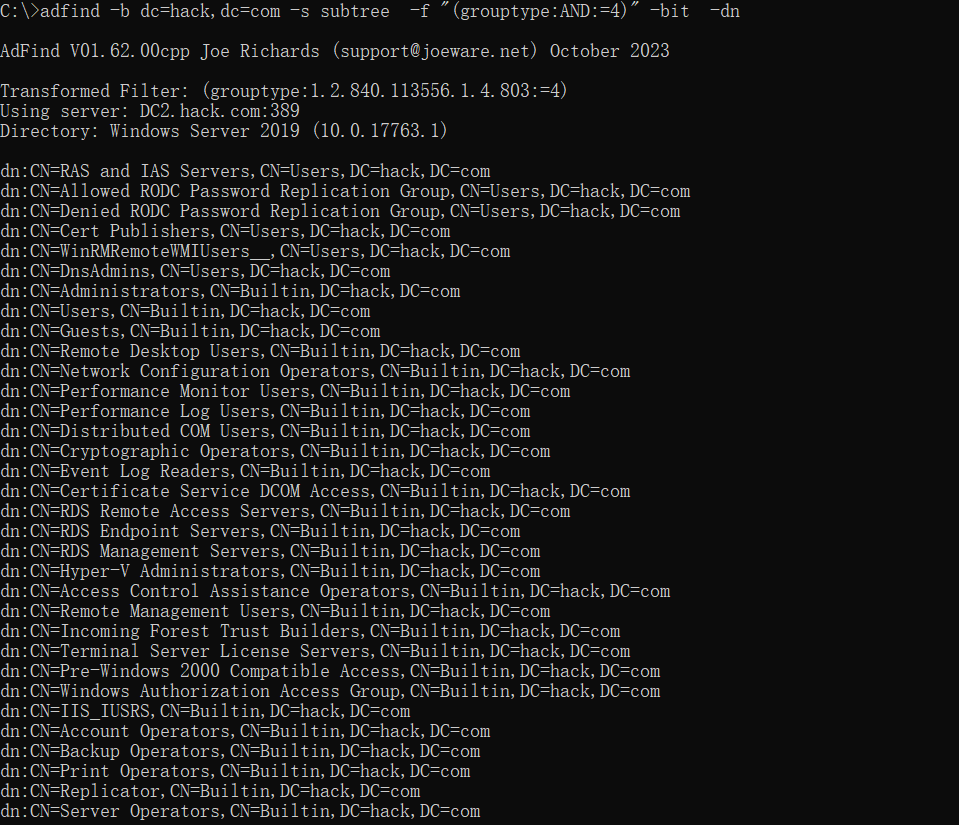 C:\>adfind -b dc=hack,dc=com -s subtree  -f "(grouptype:AND:=4)" -bit  -dn
AdFind V01.62.00cpp Joe Richards (support@joeware.net) October 2023
Transformed Filter: (grouptype:1.2.840.113556.1.4.803:=4)
Using server: DC2.hack.com:389
Directory: Windows Server 2019 (10.0.17763.1)
dn:CN=RAS and IAS Servers,CN=Users,DC=hack,DC=com
dn:CN=Allowed RODC Password Replication Group,CN=Users,DC=hack,DC=com
dn:CN=Denied RODC Password Replication Group,CN=Users,DC=hack,DC=com
dn:CN=Cert Publishers,CN=Users,DC=hack,DC=com
dn:CN=WinRMRemoteWMIUsers__,CN=Users,DC=hack,DC=com
dn:CN=DnsAdmins,CN=Users,DC=hack,DC=com
dn:CN=Administrators,CN=Builtin,DC=hack,DC=com
dn:CN=Users,CN=Builtin,DC=hack,DC=com
dn:CN=Guests,CN=Builtin,DC=hack,DC=com
dn:CN=Remote Desktop Users,CN=Builtin,DC=hack,DC=com
dn:CN=Network Configuration Operators,CN=Builtin,DC=hack,DC=com
dn:CN=Performance Monitor Users,CN=Builtin,DC=hack,DC=com
dn:CN=Performance Log Users,CN=Builtin,DC=hack,DC=com
dn:CN=Distributed COM Users,CN=Builtin,DC=hack,DC=com
dn:CN=Cryptographic Operators,CN=Builtin,DC=hack,DC=com
dn:CN=Event Log Readers,CN=Builtin,DC=hack,DC=com
dn:CN=Certificate Service DCOM Access,CN=Builtin,DC=hack,DC=com
dn:CN=RDS Remote Access Servers,CN=Builtin,DC=hack,DC=com
dn:CN=RDS Endpoint Servers,CN=Builtin,DC=hack,DC=com
dn:CN=RDS Management Servers,CN=Builtin,DC=hack,DC=com
dn:CN=Hyper-V Administrators,CN=Builtin,DC=hack,DC=com
dn:CN=Access Control Assistance Operators,CN=Builtin,DC=hack,DC=com
dn:CN=Remote Management Users,CN=Builtin,DC=hack,DC=com
dn:CN=Incoming Forest Trust Builders,CN=Builtin,DC=hack,DC=com
dn:CN=Terminal Server License Servers,CN=Builtin,DC=hack,DC=com
dn:CN=Pre-Windows 2000 Compatible Access,CN=Builtin,DC=hack,DC=com
dn:CN=Windows Authorization Access Group,CN=Builtin,DC=hack,DC=com
dn:CN=IIS_IUSRS,CN=Builtin,DC=hack,DC=com
dn:CN=Account Operators,CN=Builtin,DC=hack,DC=com
dn:CN=Backup Operators,CN=Builtin,DC=hack,DC=com
dn:CN=Print Operators,CN=Builtin,DC=hack,DC=com
dn:CN=Replicator,CN=Builtin,DC=hack,DC=com
dn:CN=Server Operators,CN=Builtin,DC=hack,DC=com